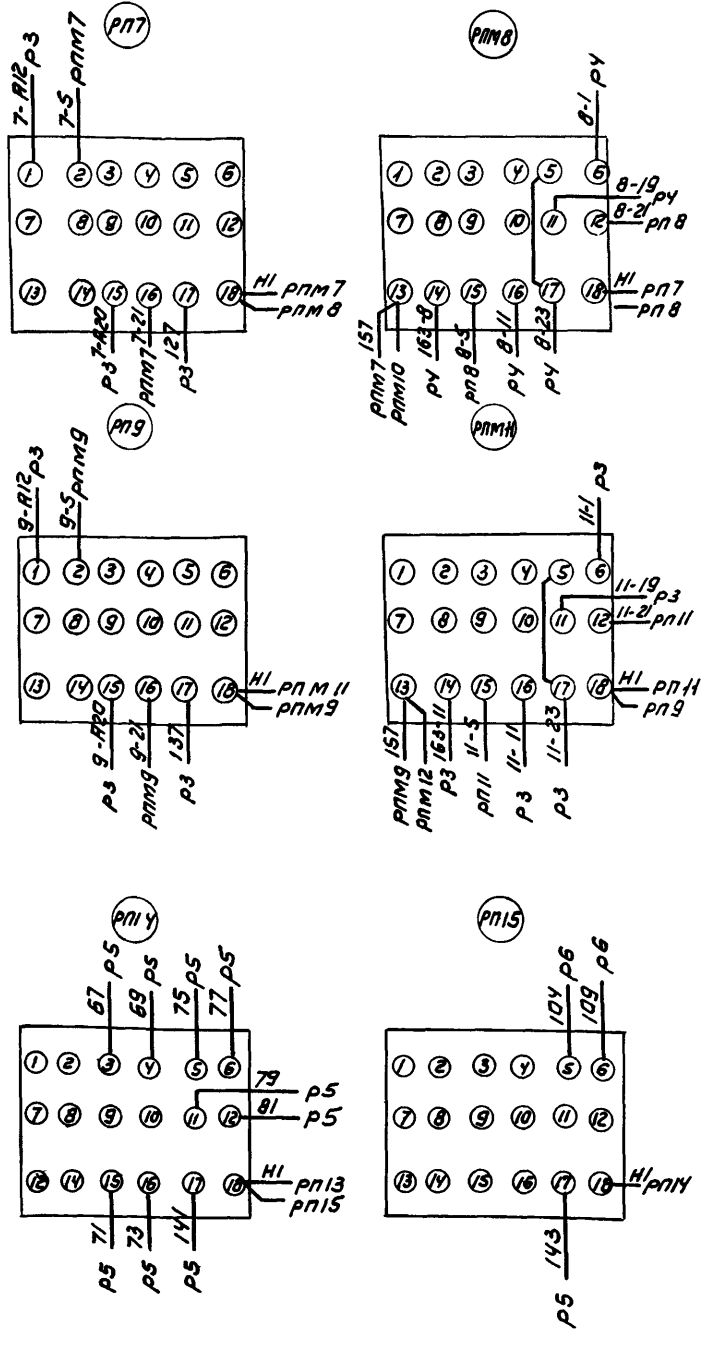 РП7
7-А12 Р3
7-5 РПМ7
1 2 3 4 5 6
7 8 9 10 11 12
13 14 15 16 17 18
Н1 РПМ7
РПМ8
7-А20 Р3
7-21 РПМ7
127 Р3
РПМ8
8-1 Р4
1 2 3 4 5 6
8-19 Р4
7 8 9 10 11 12
8-21 РП8
13 14 15 16 17 18
Н1 РП7
РП8
157 РПМ7
РПМ10
163-8 Р4
8-5 РП8
8-11 Р4
8-23 Р4
РП9
9-А12 Р3
9-5 РПМ9
1 2 3 4 5 6
7 8 9 10 11 12
13 14 15 16 17 18
Н1 РПМ11
РПМ9
9-А20 Р3
9-21 РПМ9
137 Р3
РПМ11
11-1 Р3
1 2 3 4 5 6
11-19 Р3
7 8 9 10 11 12
11-21 РП11
13 14 15 16 17 18
Н1 РП11
РП9
157 РПМ9
РПМ12
163-11 Р3
11-5 РП11
11-11 Р3
11-23 Р3
РП14
67 Р5
69 Р5
75 Р5
77 Р5
1 2 3 4 5 6
79 Р5
7 8 9 10 11 12
81 Р5
12 14 15 16 17 18
Н1 РП13
РП15
71 Р5
73 Р5
141 Р5
РП15
104 Р6
109 Р6
1 2 3 4 5 6
7 8 9 10 11 12
13 14 15 16 17 18
Н1 РП14
143 Р5